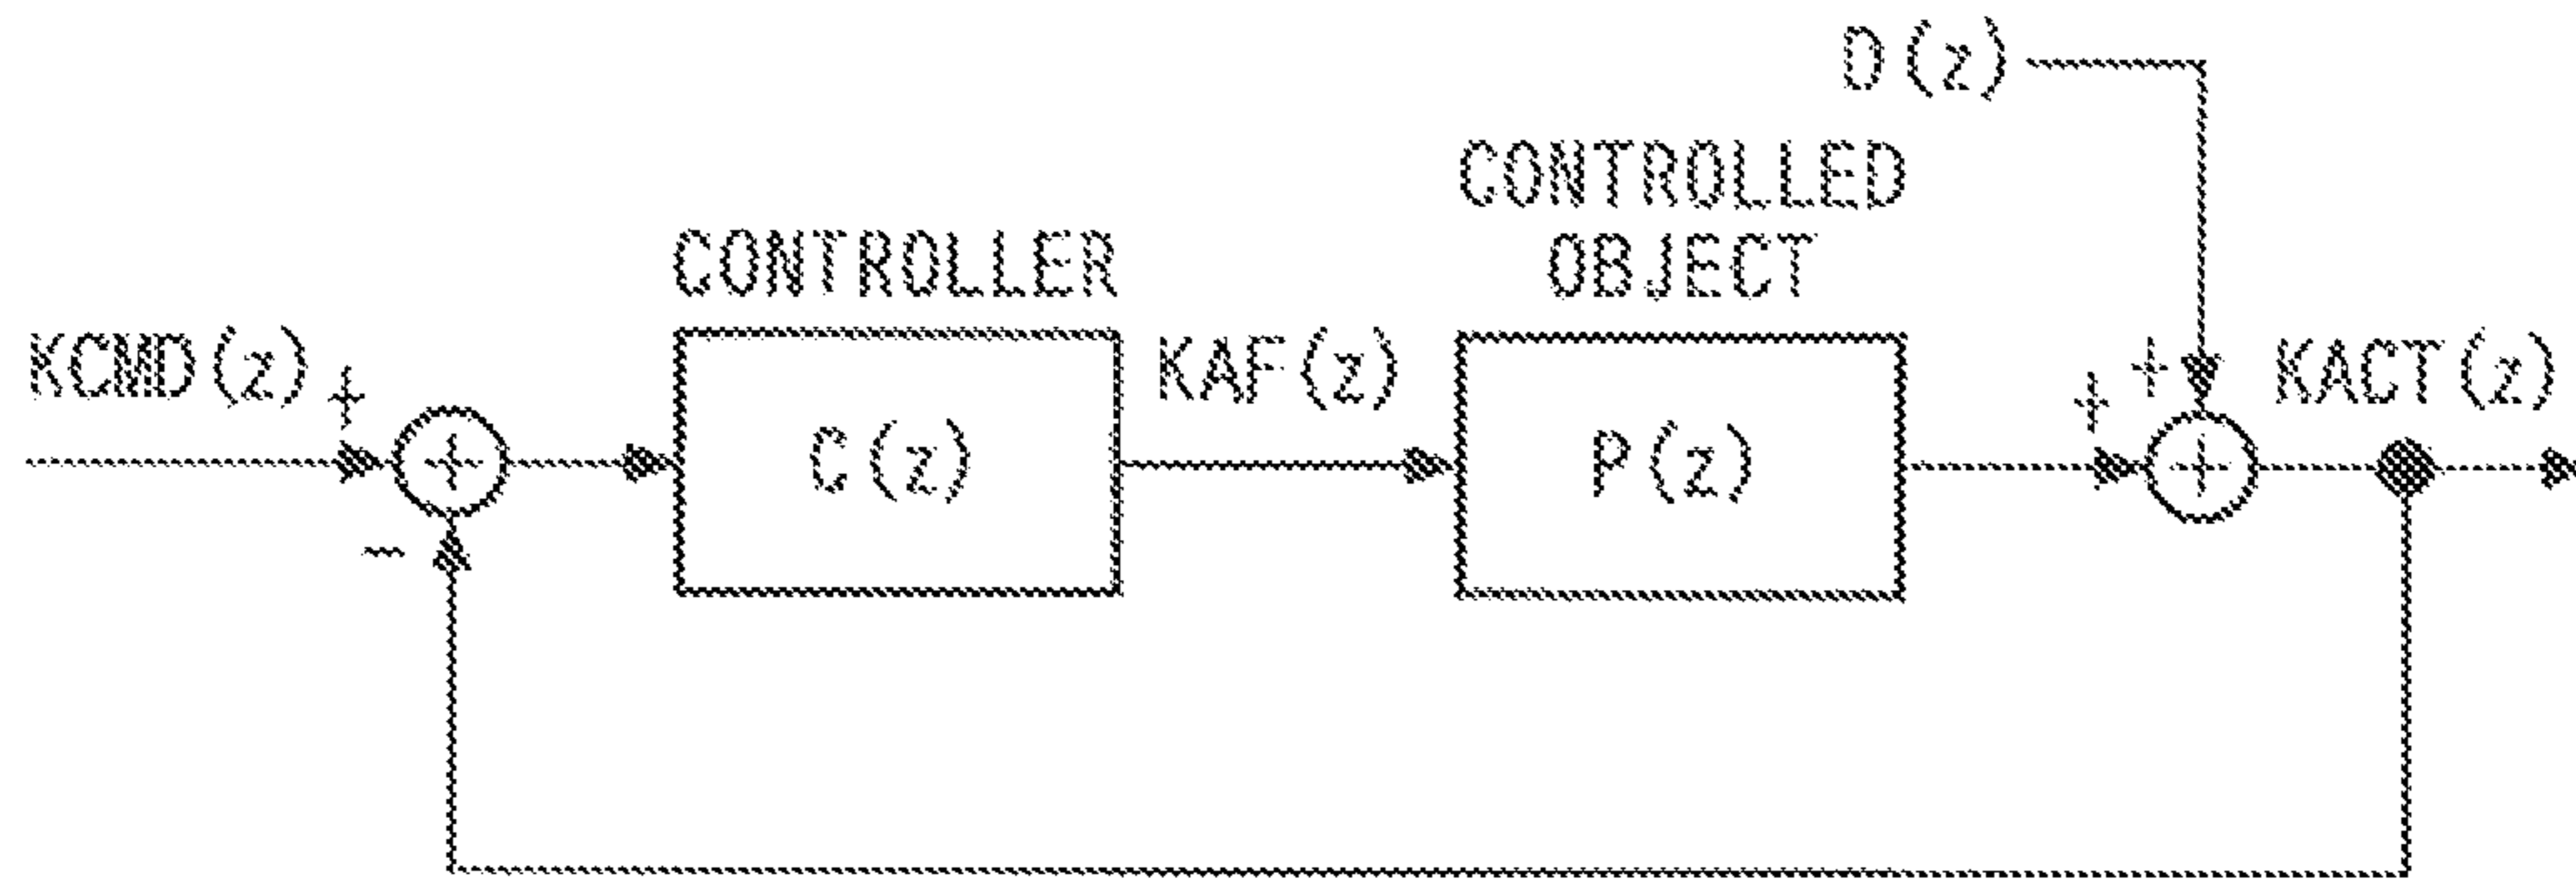 D(z)
CONTROLLED
OBJECT
CONTROLLER
KCMD(z)
+
-
C(z)
KAF(z)
P(z)
+
+
KACT(z)
+
+